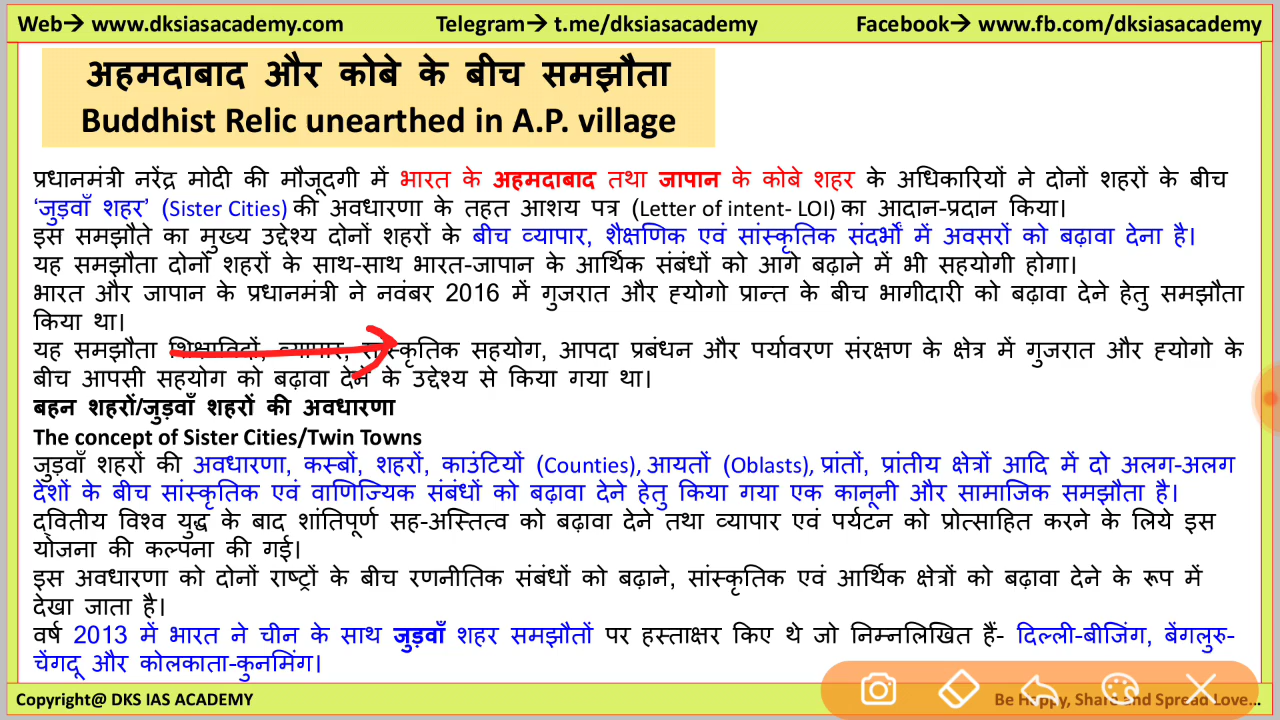 Web→ www.dksiasacademy.com Telegram→ t.me/dksiasacademy Facebook→ www.fb.com/dksiasacademy
अहमदाबाद और कोबे के बीच समझौता
Buddhist Relic unearthed in A.P. village
प्रधानमंत्री नरेंद्र मोदी की मौजूदगी में भारत के अहमदाबाद तथा जापान के कोबे शहर के अधिकारियों ने दोनों शहरों के बीच
‘जुड़वाँ शहर’ (Sister Cities) की अवधारणा के तहत आशय पत्र (Letter of intent- LOI) का आदान-प्रदान किया।
इस समझौते का मुख्य उद्देश्य दोनों शहरों के बीच व्यापार, शैक्षणिक एवं सांस्कृतिक संदर्भों में अवसरों को बढ़ावा देना है।
यह समझौता दोनों शहरों के साथ-साथ भारत-जापान के आर्थिक संबंधों को आगे बढ़ाने में भी सहयोगी होगा।
भारत और जापान के प्रधानमंत्री ने नवंबर 2016 में गुजरात और ह्योगो प्रान्त के बीच भागीदारी को बढ़ावा देने हेतु समझौता
किया था।
यह समझौता शिक्षाविदों, व्यापार, सांस्कृतिक सहयोग, आपदा प्रबंधन और पर्यावरण संरक्षण के क्षेत्र में गुजरात और ह्योगो के
बीच आपसी सहयोग को बढ़ावा देने के उद्देश्य से किया गया था।
बहन शहरों/जुड़वाँ शहरों की अवधारणा
The concept of Sister Cities/Twin Towns
जुड़वाँ शहरों की अवधारणा, कस्बों, शहरों, काउंटियों (Counties), आयतों (Oblasts), प्रांतों, प्रांतीय क्षेत्रों आदि में दो अलग-अलग
देशों के बीच सांस्कृतिक एवं वाणिज्यिक संबंधों को बढ़ावा देने हेतु किया गया एक कानूनी और सामाजिक समझौता है।
द्वितीय विश्व युद्ध के बाद शांतिपूर्ण सह-अस्तित्व को बढ़ावा देने तथा व्यापार एवं पर्यटन को प्रोत्साहित करने के लिये इस
योजना की कल्पना की गई।
इस अवधारणा को दोनों राष्ट्रों के बीच रणनीतिक संबंधों को बढ़ाने, सांस्कृतिक एवं आर्थिक क्षेत्रों को बढ़ावा देने के रूप में
देखा जाता है।
वर्ष 2013 में भारत ने चीन के साथ जुड़वाँ शहर समझौतों पर हस्ताक्षर किए थे जो निम्नलिखित हैं- दिल्ली-बीजिंग, बेंगलुरु-
चेंगदू और कोलकाता-कुनमिंग।
Copyright@ DKS IAS ACADEMY Be Happy, Share and Spread Love...